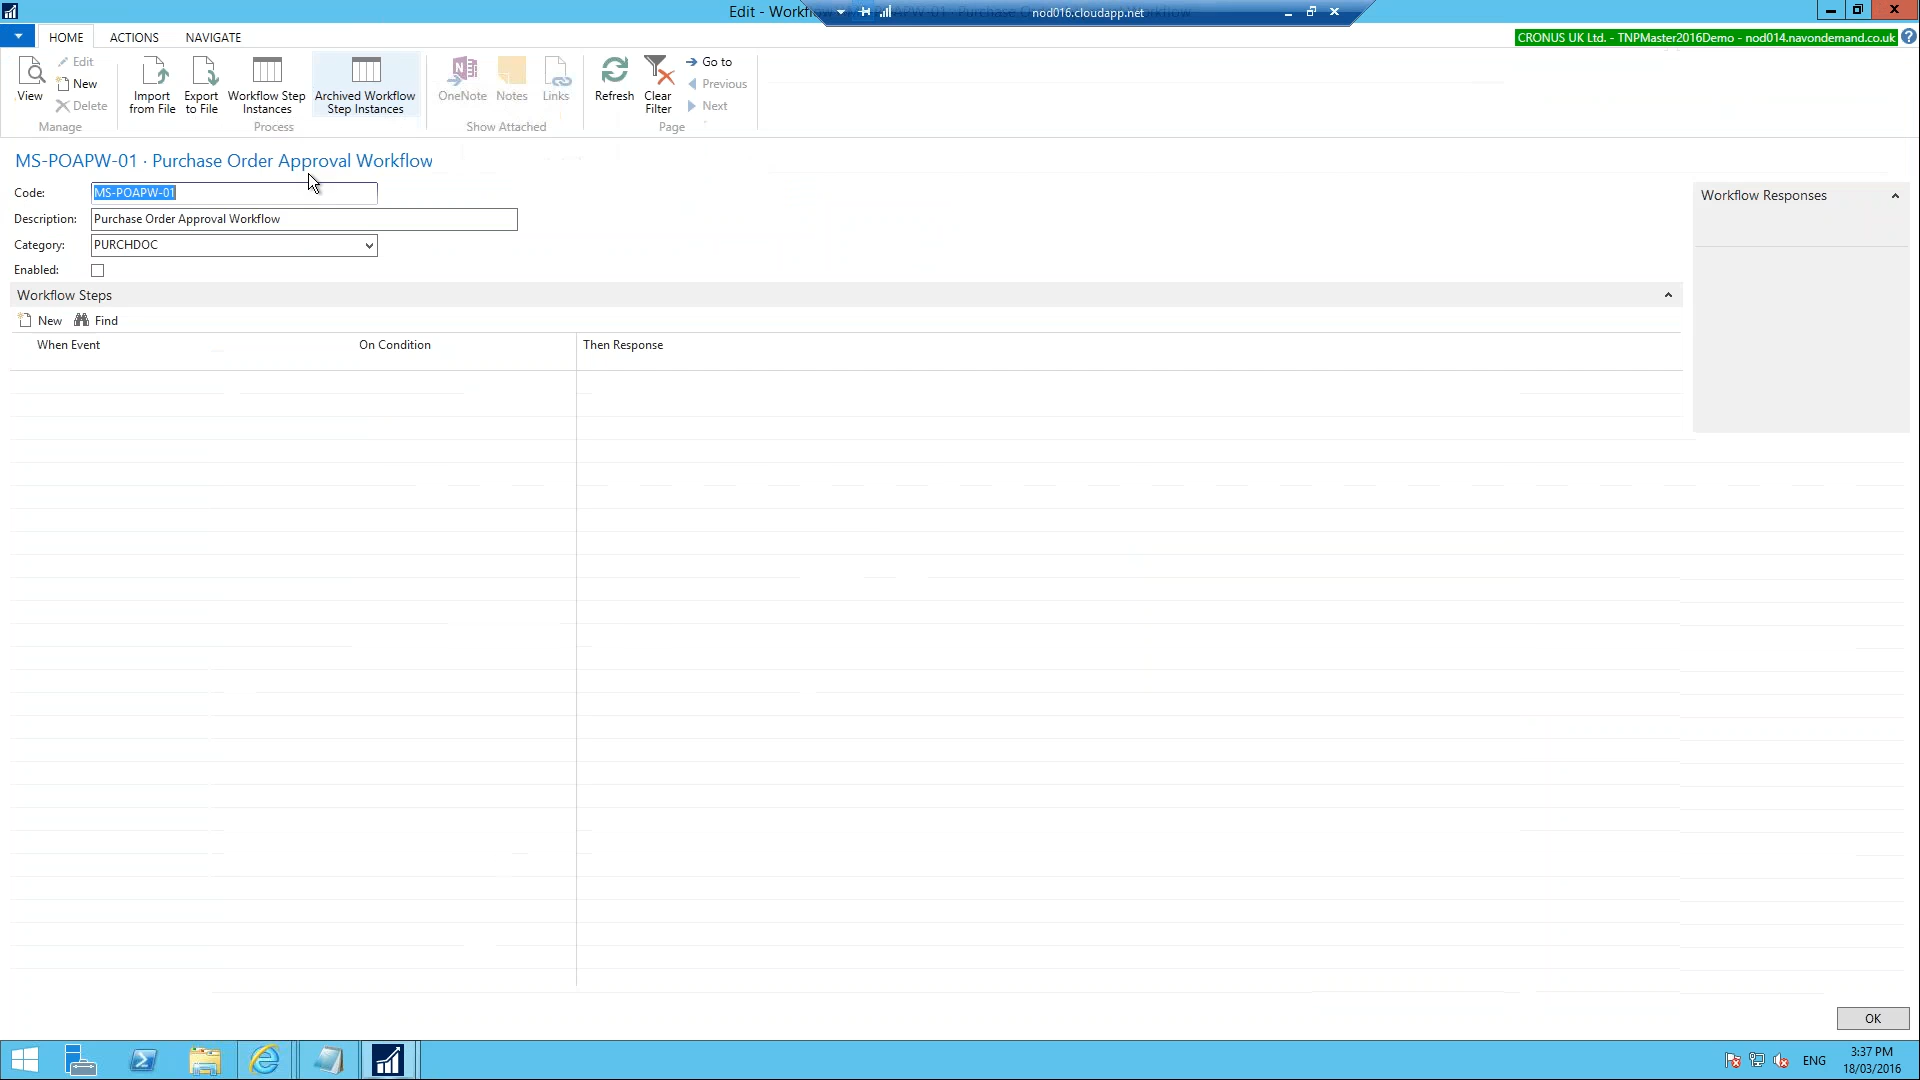 Edit - Workfl
nod016.cloudapp.net
HOME ACTIONS NAVIGATE
CRONUS UK Ltd. - TNPMaster2016Demo - nod014.navondemand.co.uk
View
Edit
New
Delete
Manage
Import from File
Export to File
Workflow Step Instances
Archived Workflow Step Instances
Process
OneNote
Notes
Links
Show Attached
Refresh
Clear Filter
Go to
Previous
Next
Page
MS-POAPW-01 · Purchase Order Approval Workflow
Code: MS-POAPW-01
Description: Purchase Order Approval Workflow
Category: PURCHDOC
Enabled:
Workflow Responses
Workflow Steps
New Find
When Event On Condition Then Response
OK
ENG
3:37 PM
18/03/2016